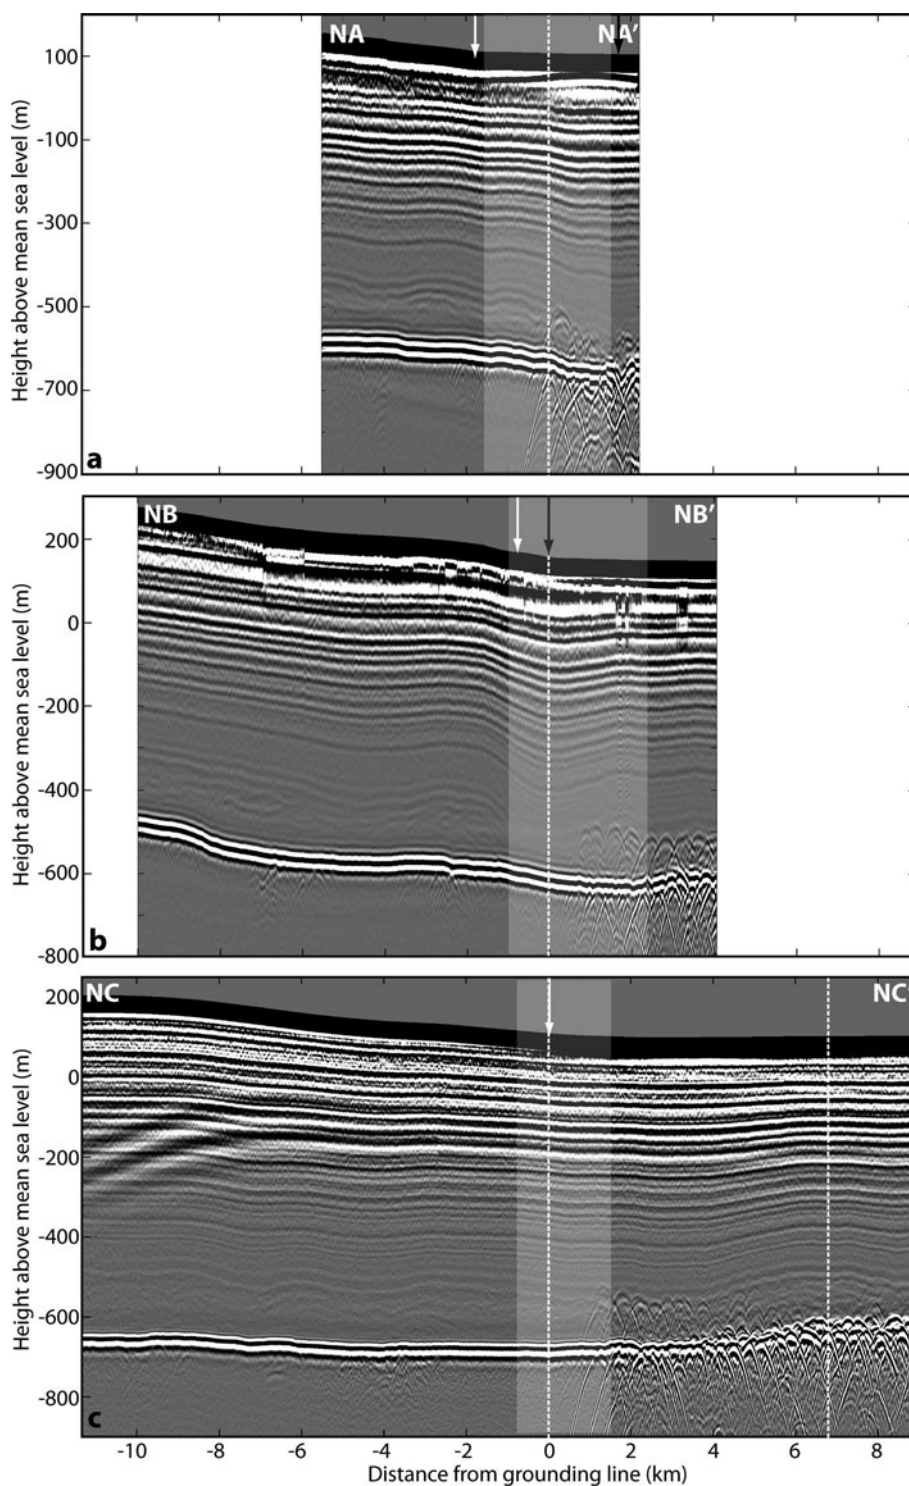 NA NA′
100
-100
-300
-500
-700
-900
Height above mean sea level (m)
a
NB NB′
200
0
-200
-400
-600
-800
Height above mean sea level (m)
b
NC NC'
200
0
-200
-400
-600
-800
Height above mean sea level (m)
c
-10 -8 -6 -4 -2 0 2 4 6 8
Distance from grounding line (km)